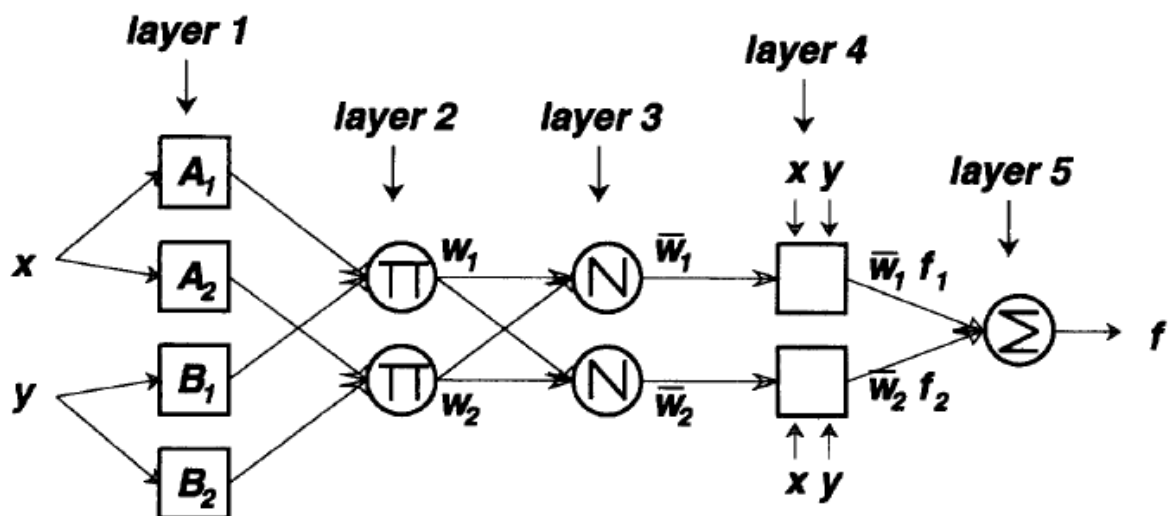 layer 1
layer 4
layer 2
layer 3
layer 5
x y
A₁
x
A₂
Π
w₁
N
w̅₁
w̅₁ f₁
Σ
f
B₁
y
Π
w₂
N
w̅₂
w̅₂ f₂
B₂
x y